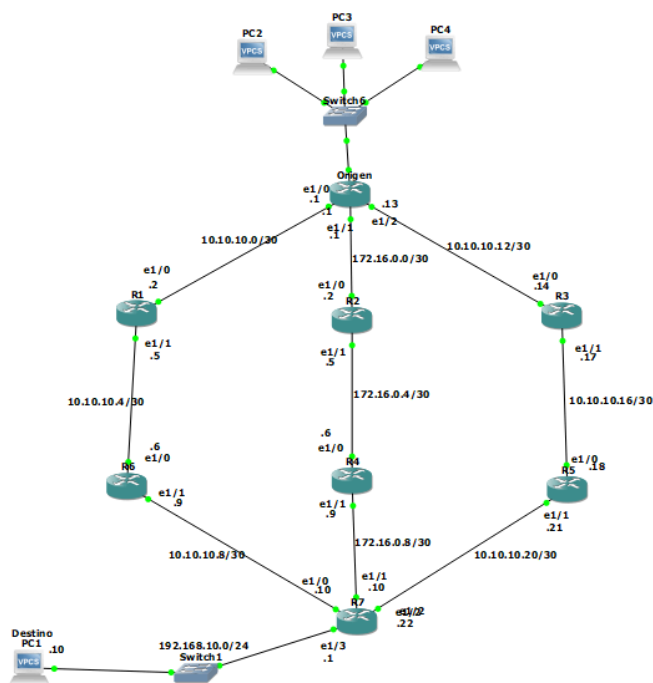 PC3
PC2
PC4
VPCS
VPCS
VPCS
Switch6
Origen
e1/0
.1
.1
.13
e1/1
.1
e1/2
10.10.10.0/30
172.16.0.0/30
10.10.10.12/30
e1/0
.2
R1
e1/0
.2
R2
e1/0
.14
R3
e1/1
.5
e1/1
.5
e1/1
.17
10.10.10.4/30
172.16.0.4/30
10.10.10.16/30
.6
e1/0
R6
.6
e1/0
R4
e1/0
.18
R5
e1/1
.9
e1/1
.9
e1/1
.21
10.10.10.8/30
172.16.0.8/30
10.10.10.20/30
e1/0
.10
e1/1
.10
R7
.22
e1/3
.1
192.168.10.0/24
Destino
PC1
.10
VPCS
Switch1